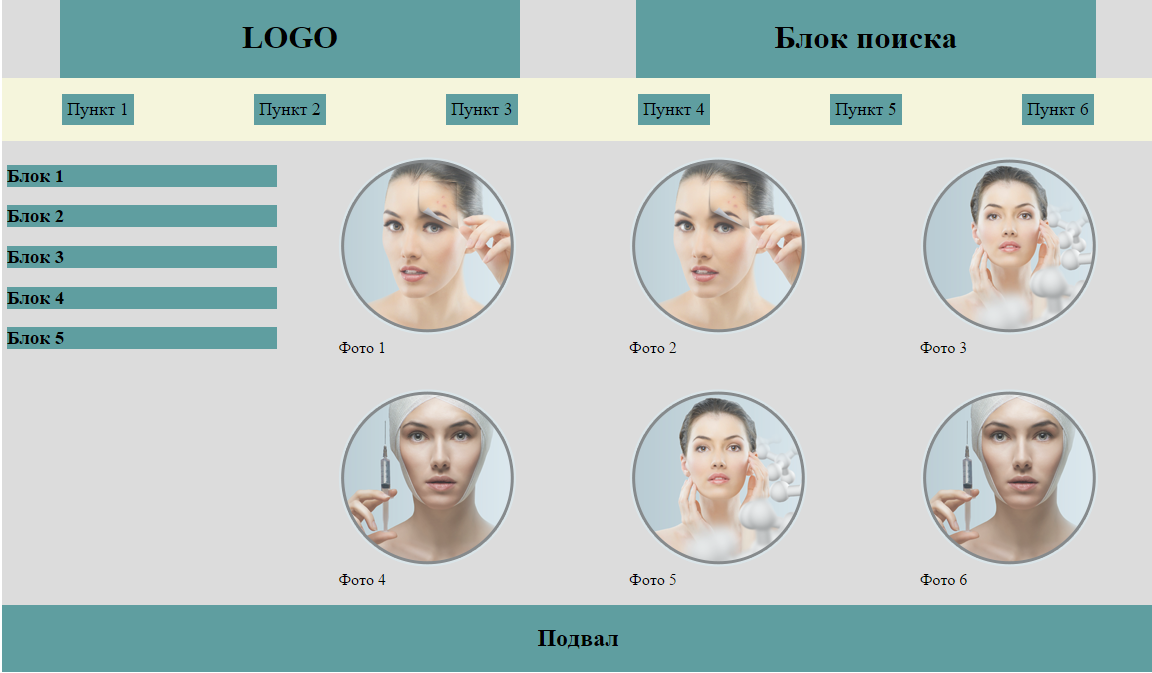 LOGO
Блок поиска
Пункт 1
Пункт 2
Пункт 3
Пункт 4
Пункт 5
Пункт 6
Блок 1
Блок 2
Блок 3
Блок 4
Блок 5
Фото 1
Фото 2
Фото 3
Фото 4
Фото 5
Фото 6
Подвал